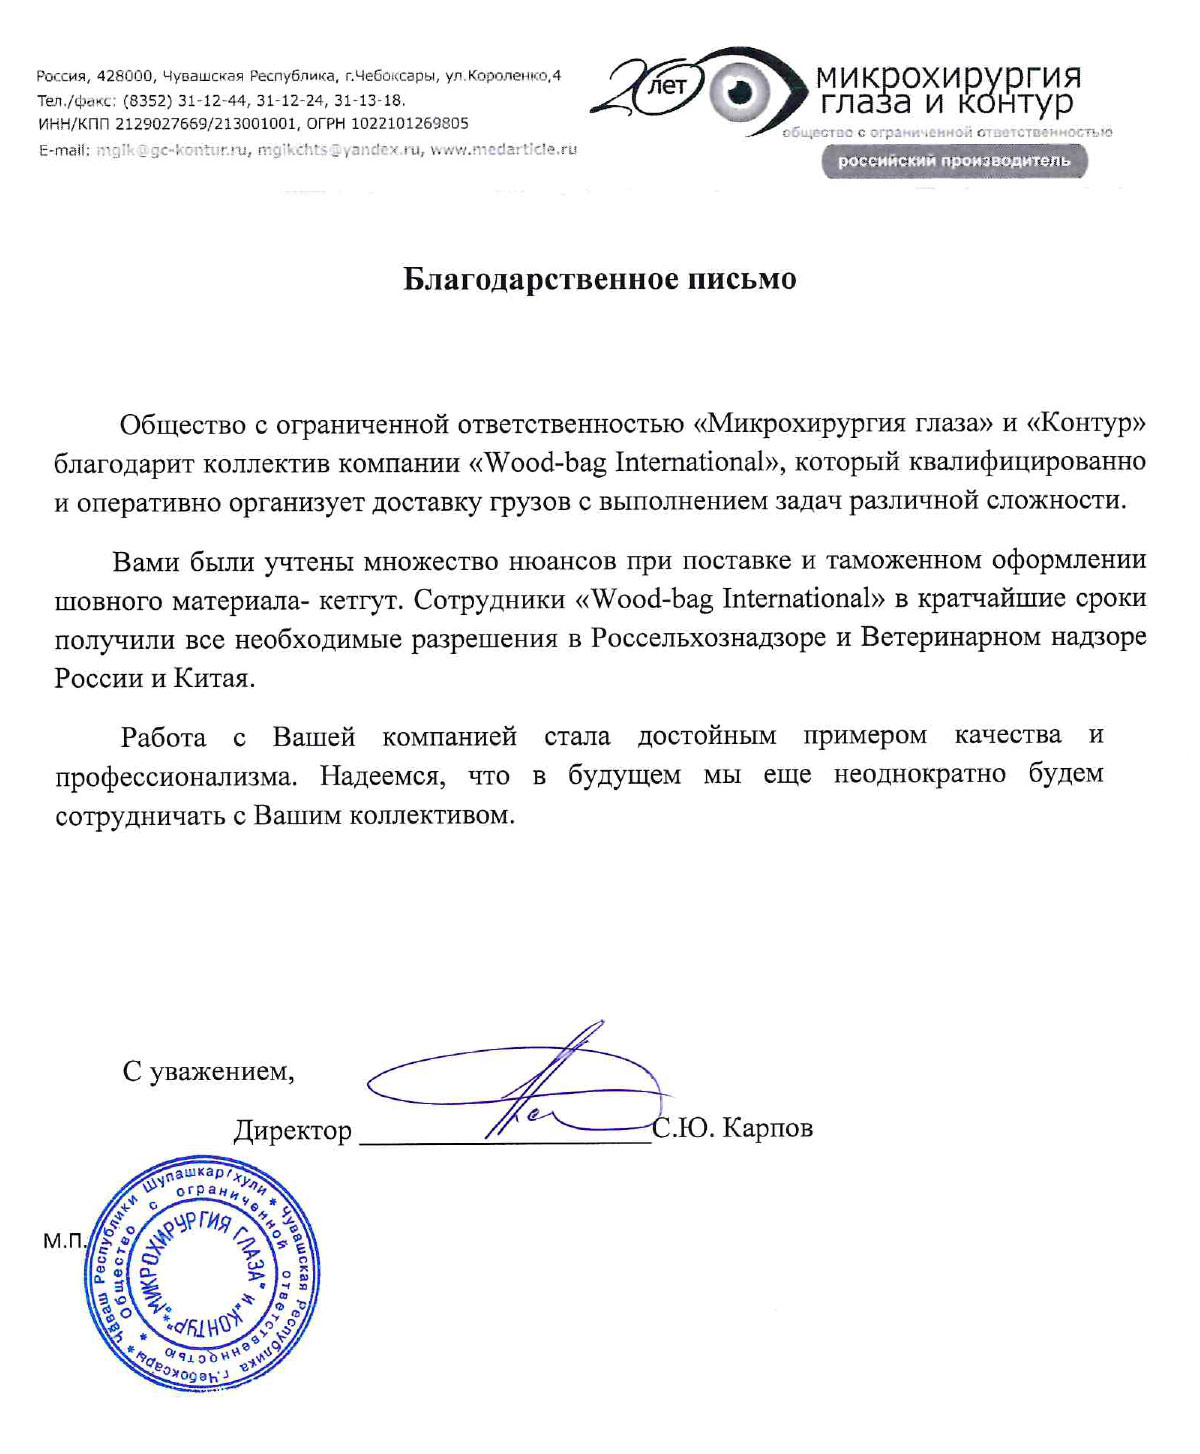 Россия, 428000, Чувашская Республика, г.Чебоксары, ул.Короленко,4
Тел./факс: (8352) 31-12-44, 31-12-24, 31-13-18.
ИНН/КПП 2129027669/213001001, ОГРН 1022101269805
E-mail: mgik@gc-kontur.ru, mgikchts@yandex.ru, www.medarticle.ru
20 лет
микрохирургия
глаза и контур
общество с ограниченной ответственностью
российский производитель
Благодарственное письмо
Общество с ограниченной ответственностью «Микрохирургия глаза» и «Контур»
благодарит коллектив компании «Wood-bag International», который квалифицированно
и оперативно организует доставку грузов с выполнением задач различной сложности.
Вами были учтены множество нюансов при поставке и таможенном оформлении
шовного материала- кетгут. Сотрудники «Wood-bag International» в кратчайшие сроки
получили все необходимые разрешения в Россельхознадзоре и Ветеринарном надзоре
России и Китая.
Работа с Вашей компанией стала достойным примером качества и
профессионализма. Надеемся, что в будущем мы еще неоднократно будем
сотрудничать с Вашим коллективом.
С уважением,
Директор ____________________С.Ю. Карпов
М.П.
Чӑваш Республики Шупашкар хули * Чувашская Республика г.Чебоксары *
Общество с ограниченной ответственностью *
"МИКРОХИРУРГИЯ ГЛАЗА" И "КОНТУР" *